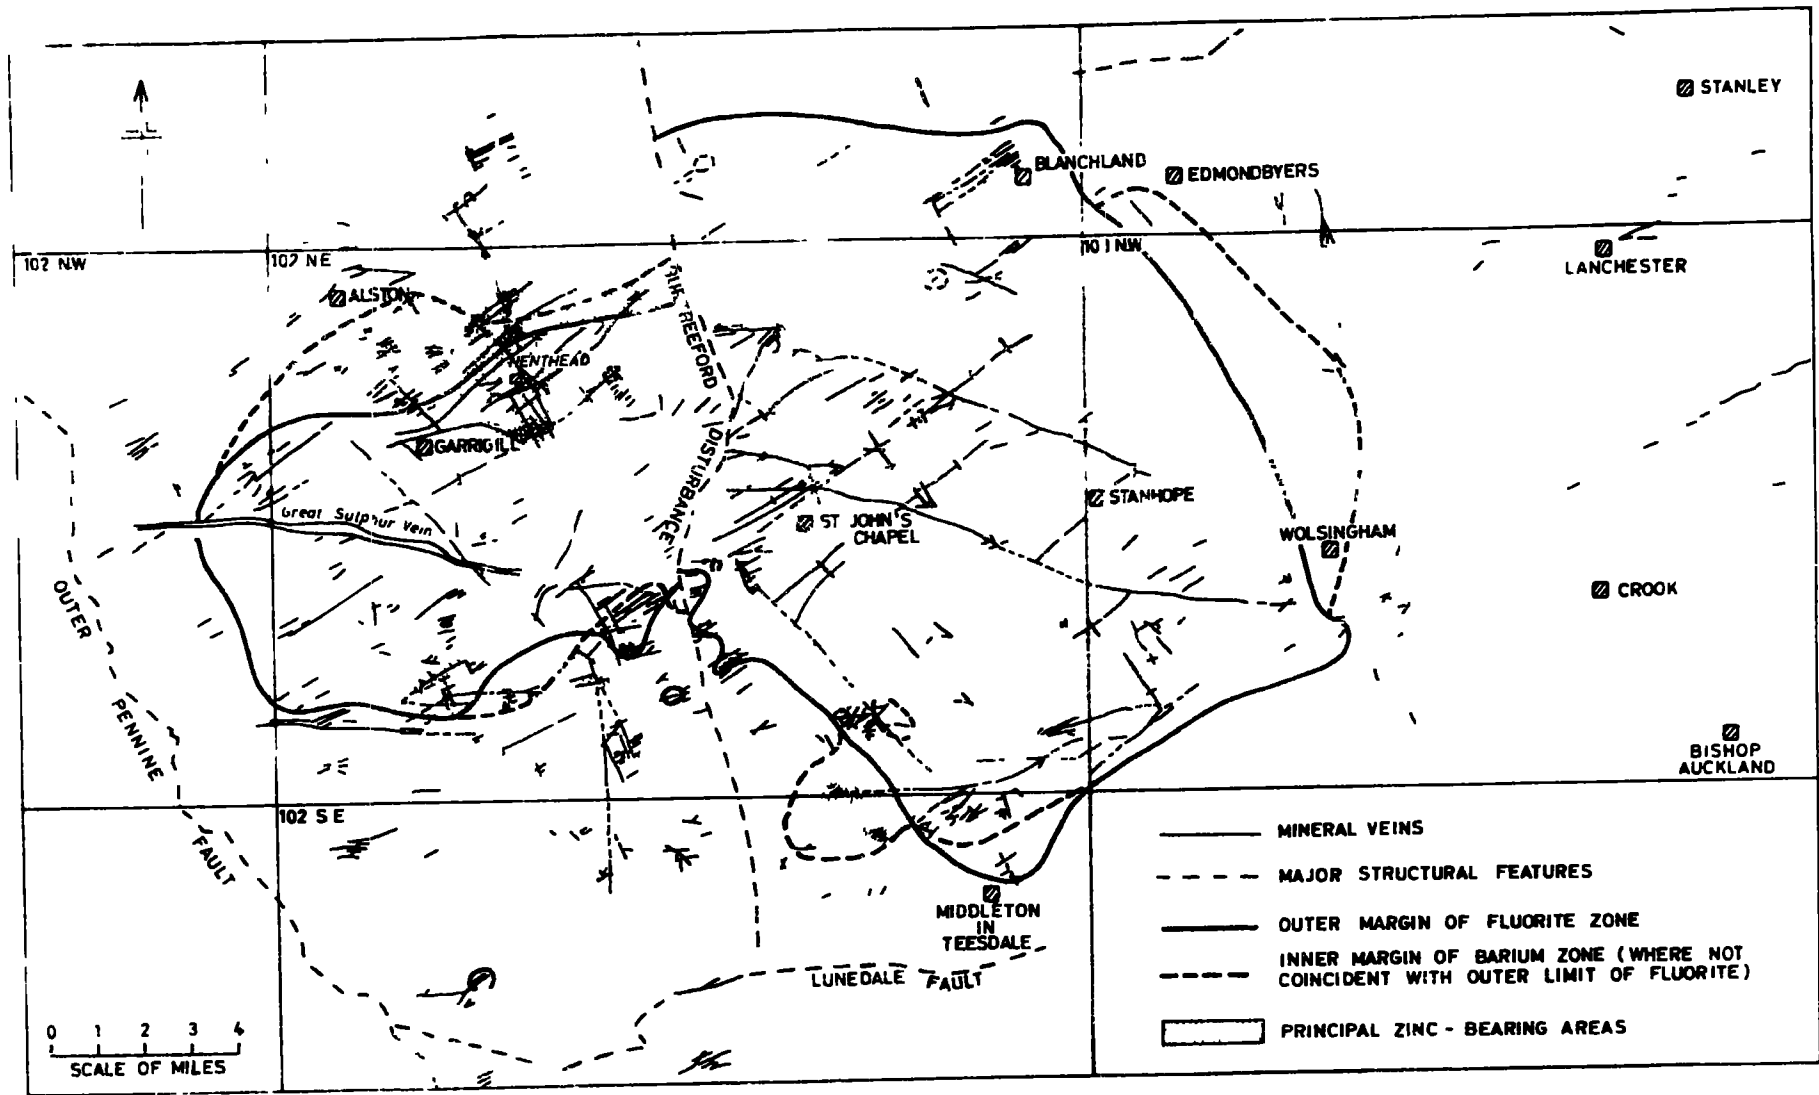 STANLEY
BLANCHLAND
EDMONDBYERS
102 NW
102 NE
101 NW
LANCHESTER
ALSTON
NENTHEAD
BURTREEFORD
DISTURBANCE
GARRIGILL
Great Sulphur Vein
STANHOPE
ST JOHN'S
CHAPEL
WOLSINGHAM
CROOK
OUTER
PENNINE
FAULT
BISHOP
AUCKLAND
102 SE
MIDDLETON
IN
TEESDALE
LUNEDALE FAULT
0 1 2 3 4
SCALE OF MILES
MINERAL VEINS
MAJOR STRUCTURAL FEATURES
OUTER MARGIN OF FLUORITE ZONE
INNER MARGIN OF BARIUM ZONE (WHERE NOT
COINCIDENT WITH OUTER LIMIT OF FLUORITE)
PRINCIPAL ZINC - BEARING AREAS